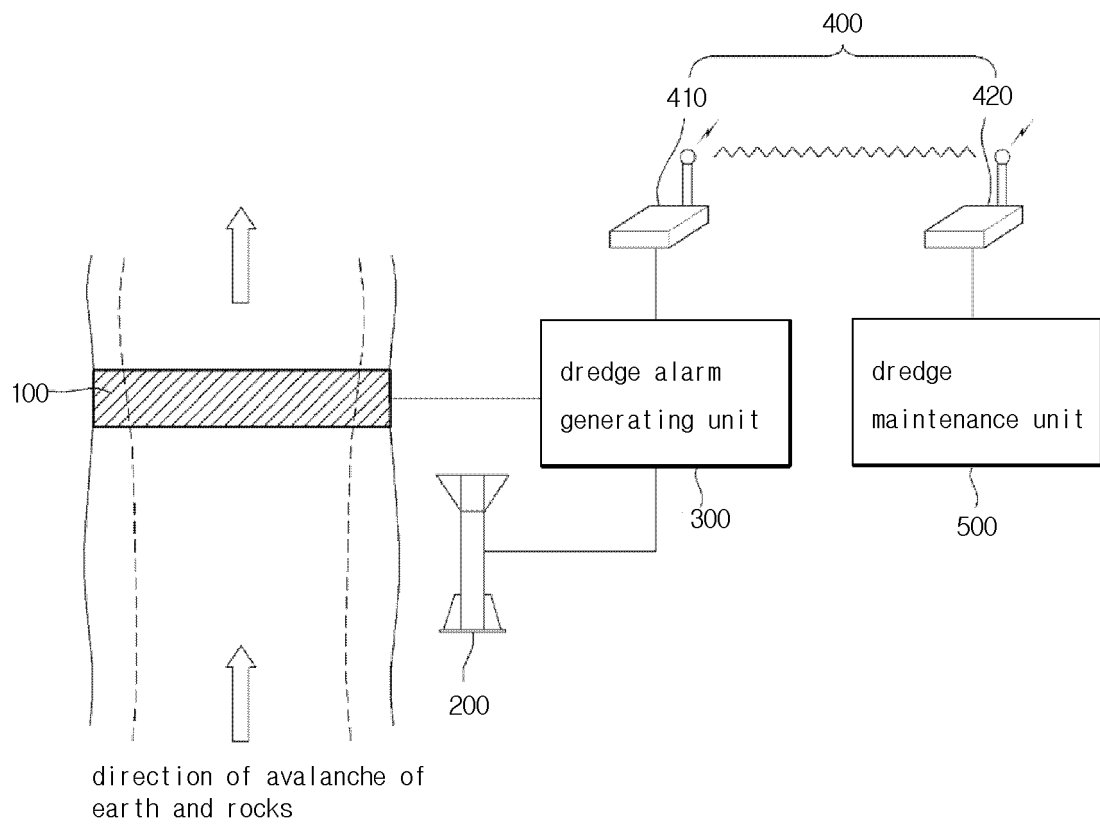 400
410
420
100
dredge alarm
generating unit
dredge
maintenance unit
300
500
200
direction of avalanche of
earth and rocks